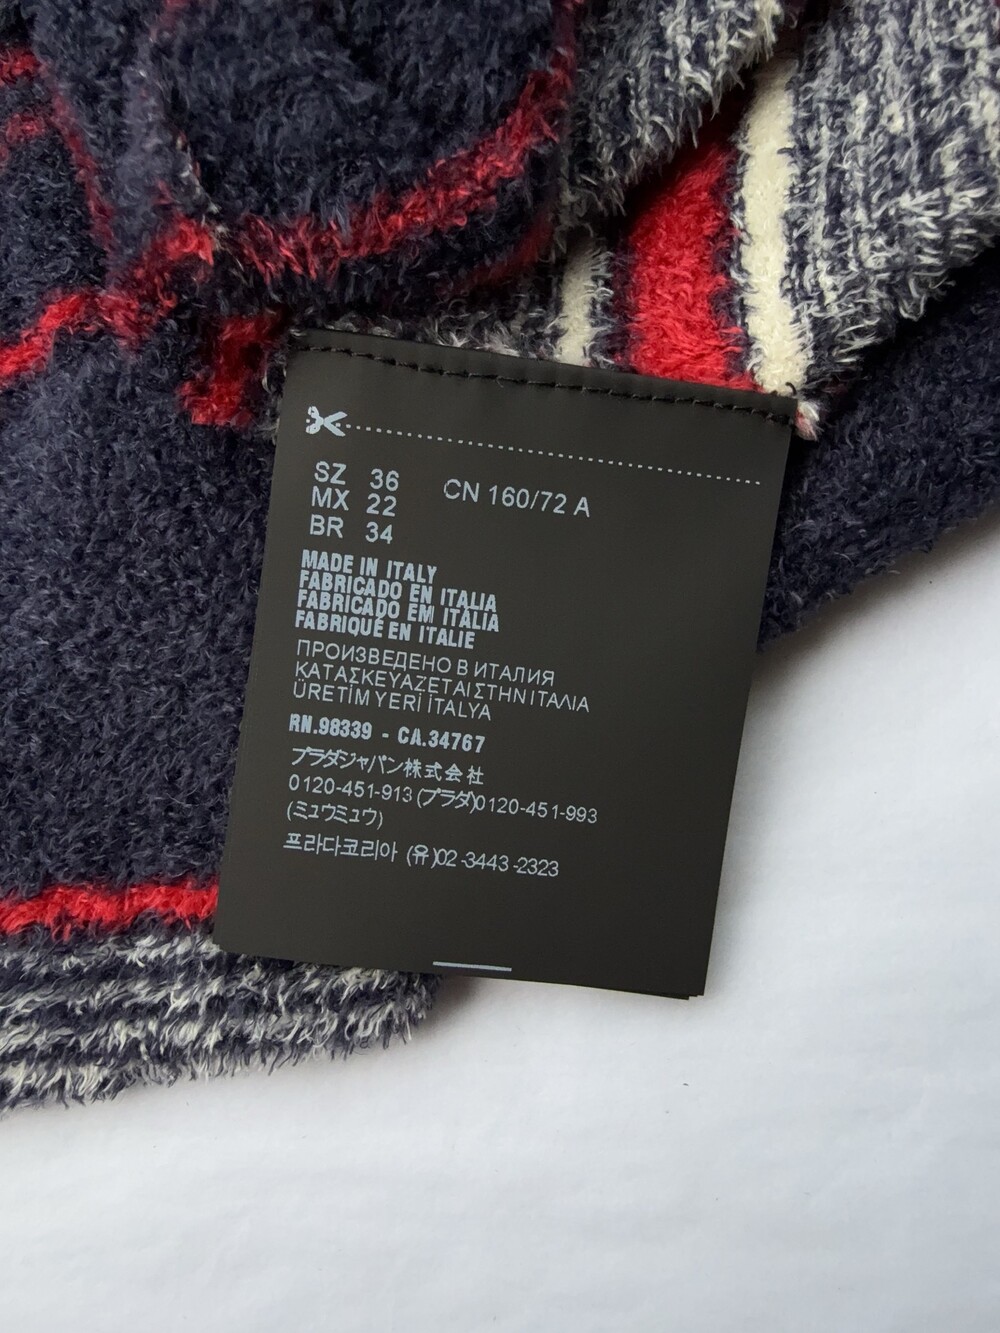 SZ 36 CN 160/72 A
MX 22
BR 34
MADE IN ITALY
FABRICADO EN ITALIA
FABRICADO EM ITÁLIA
FABRIQUÉ EN ITALIE
ПРОИЗВЕДЕНО В ИТАЛИЯ
ΚΑΤΑΣΚΕΥΑΖΕΤΑΙ ΣΤΗΝ ΙΤΑΛΙΑ
ÜRETİM YERİ İTALYA
RN.98339 - CA.34767
プラダジャパン株式会社
0120-451-913 (プラダ)0120-451-993
(ミュウミュウ)
프라다코리아 (유)02-3443-2323